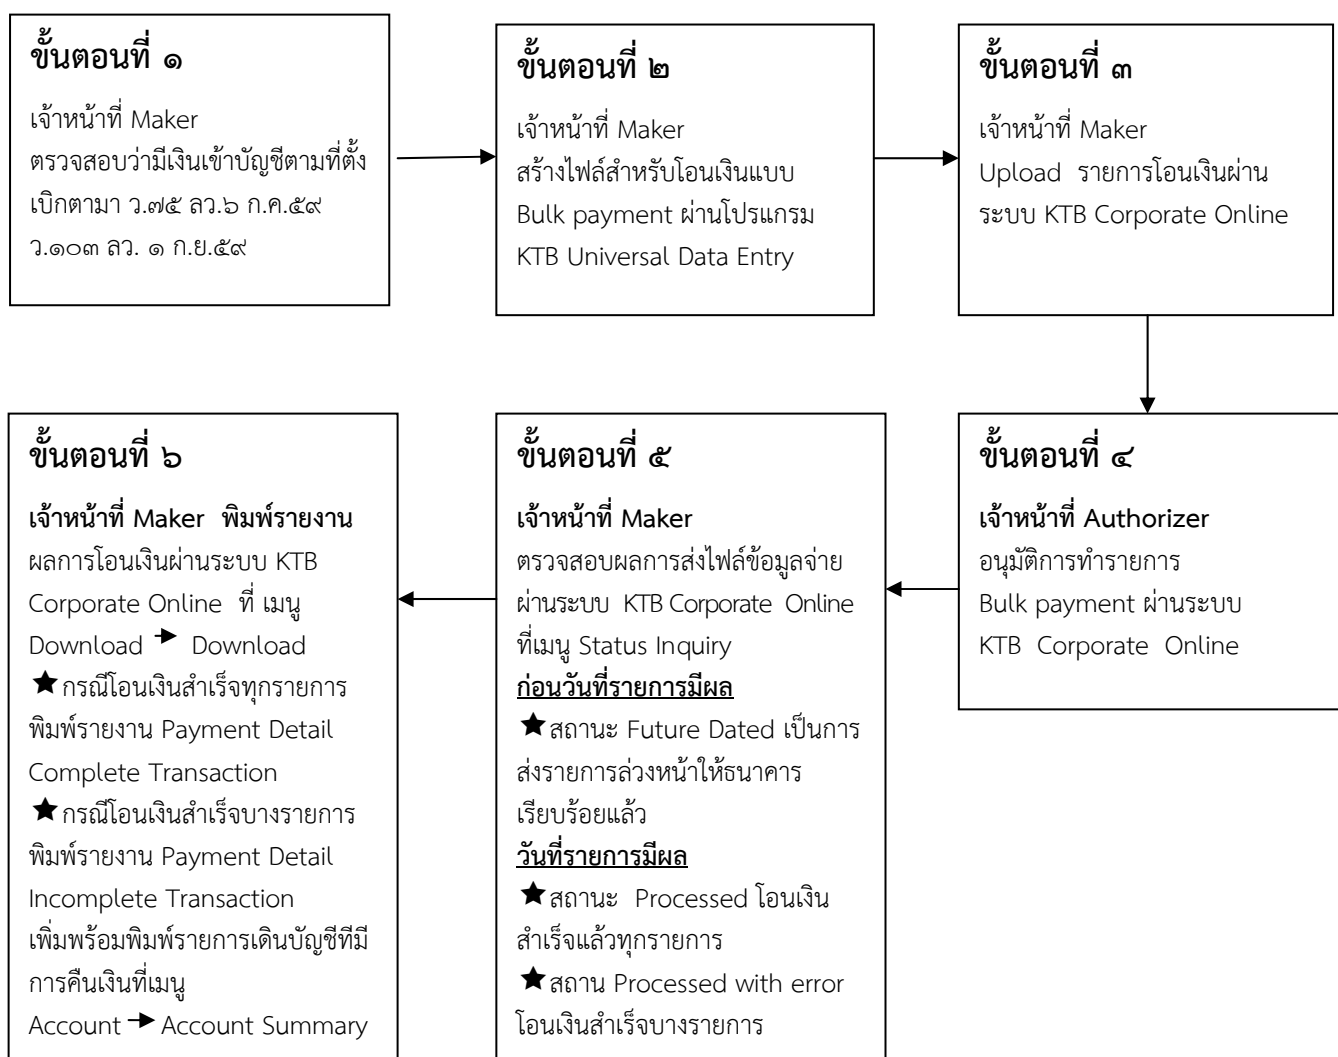 ขั้นตอนที่ ๑
เจ้าหน้าที่ Maker
ตรวจสอบว่ามีเงินเข้าบัญชีตามที่ตั้ง
เบิกตามา ว.๗๕ ลว.๖ ก.ค.๕๙
ว.๑๐๓ ลว. ๑ ก.ย.๕๙
ขั้นตอนที่ ๒
เจ้าหน้าที่ Maker
สร้างไฟล์สำหรับโอนเงินแบบ
Bulk payment ผ่านโปรแกรม
KTB Universal Data Entry
ขั้นตอนที่ ๓
เจ้าหน้าที่ Maker
Upload รายการโอนเงินผ่าน
ระบบ KTB Corporate Online
ขั้นตอนที่ ๔
เจ้าหน้าที่ Authorizer
อนุมัติการทำรายการ
Bulk payment ผ่านระบบ
KTB Corporate Online
ขั้นตอนที่ ๕
เจ้าหน้าที่ Maker
ตรวจสอบผลการส่งไฟล์ข้อมูลจ่าย
ผ่านระบบ KTB Corporate Online
ที่เมนู Status Inquiry
ก่อนวันที่รายการมีผล
★ สถานะ Future Dated เป็นการ
ส่งรายการล่วงหน้าให้ธนาคาร
เรียบร้อยแล้ว
วันที่รายการมีผล
★ สถานะ Processed โอนเงิน
สำเร็จแล้วทุกรายการ
★ สถาน Processed with error
โอนเงินสำเร็จบางรายการ
ขั้นตอนที่ ๖
เจ้าหน้าที่ Maker พิมพ์รายงาน
ผลการโอนเงินผ่านระบบ KTB
Corporate Online ที่ เมนู
Download → Download
★ กรณีโอนเงินสำเร็จทุกรายการ
พิมพ์รายงาน Payment Detail
Complete Transaction
★ กรณีโอนเงินสำเร็จบางรายการ
พิมพ์รายงาน Payment Detail
Incomplete Transaction
เพิ่มพร้อมพิมพ์รายการเดินบัญชีทีมี
การคืนเงินที่เมนู
Account → Account Summary